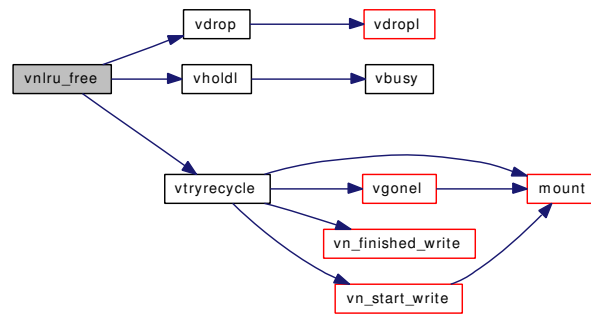 vdrop
vdropl
vnlru_free
vholdl
vbusy
vtryrecycle
vgonel
mount
vn_finished_write
vn_start_write